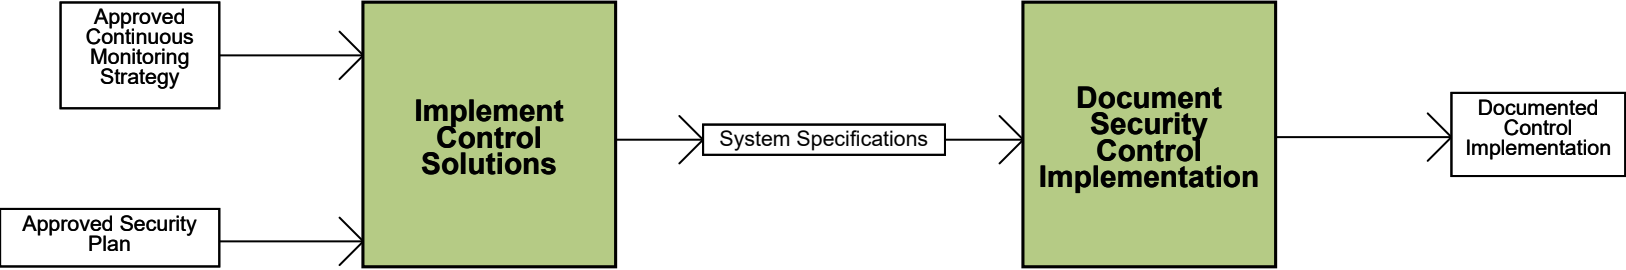 Approved
Continuous
Monitoring
Strategy
Approved Security
Plan
Implement
Control
Solutions
System Specifications
Document
Security
Control
Implementation
Documented
Control
Implementation